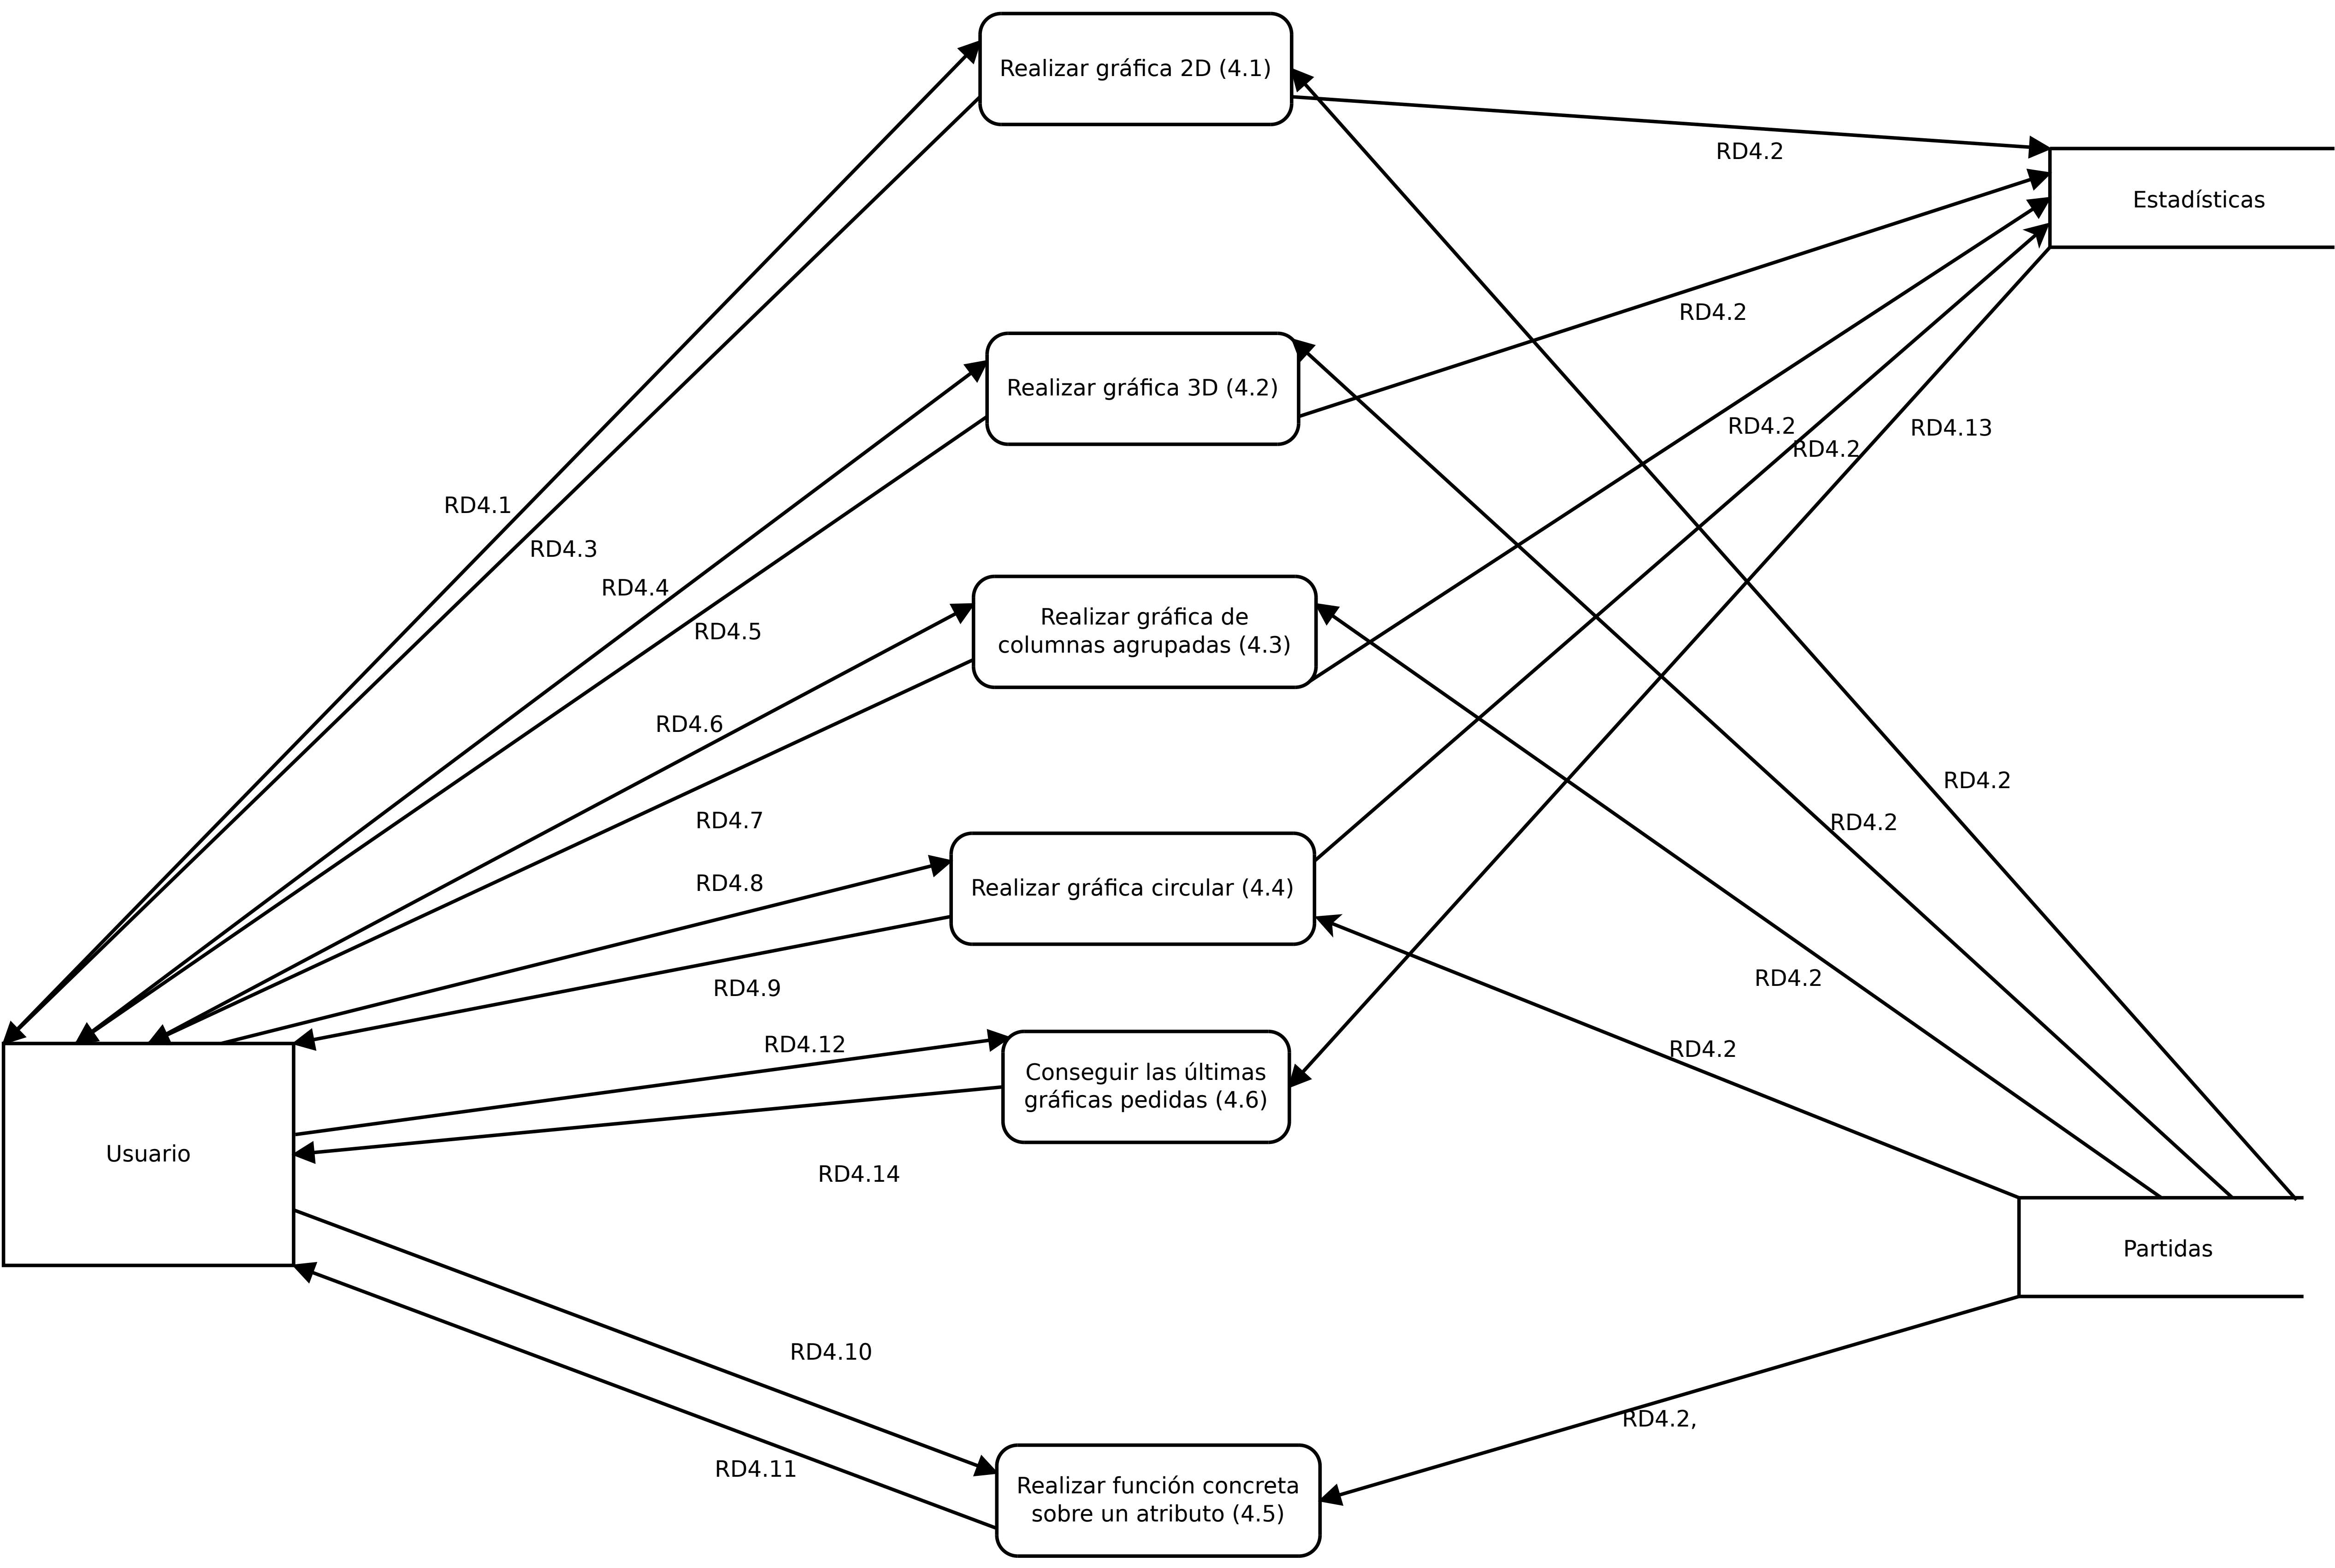 Realizar gráfica 2D (4.1)
RD4.2
Estadísticas
RD4.2
Realizar gráfica 3D (4.2)
RD4.2
RD4.13
RD4.2
RD4.1
RD4.3
RD4.4
Realizar gráfica de
columnas agrupadas (4.3)
RD4.5
RD4.6
RD4.2
RD4.7
RD4.2
RD4.8
Realizar gráfica circular (4.4)
RD4.2
RD4.9
RD4.12
RD4.2
Conseguir las últimas
gráficas pedidas (4.6)
Usuario
RD4.14
Partidas
RD4.10
RD4.2,
RD4.11
Realizar función concreta
sobre un atributo (4.5)